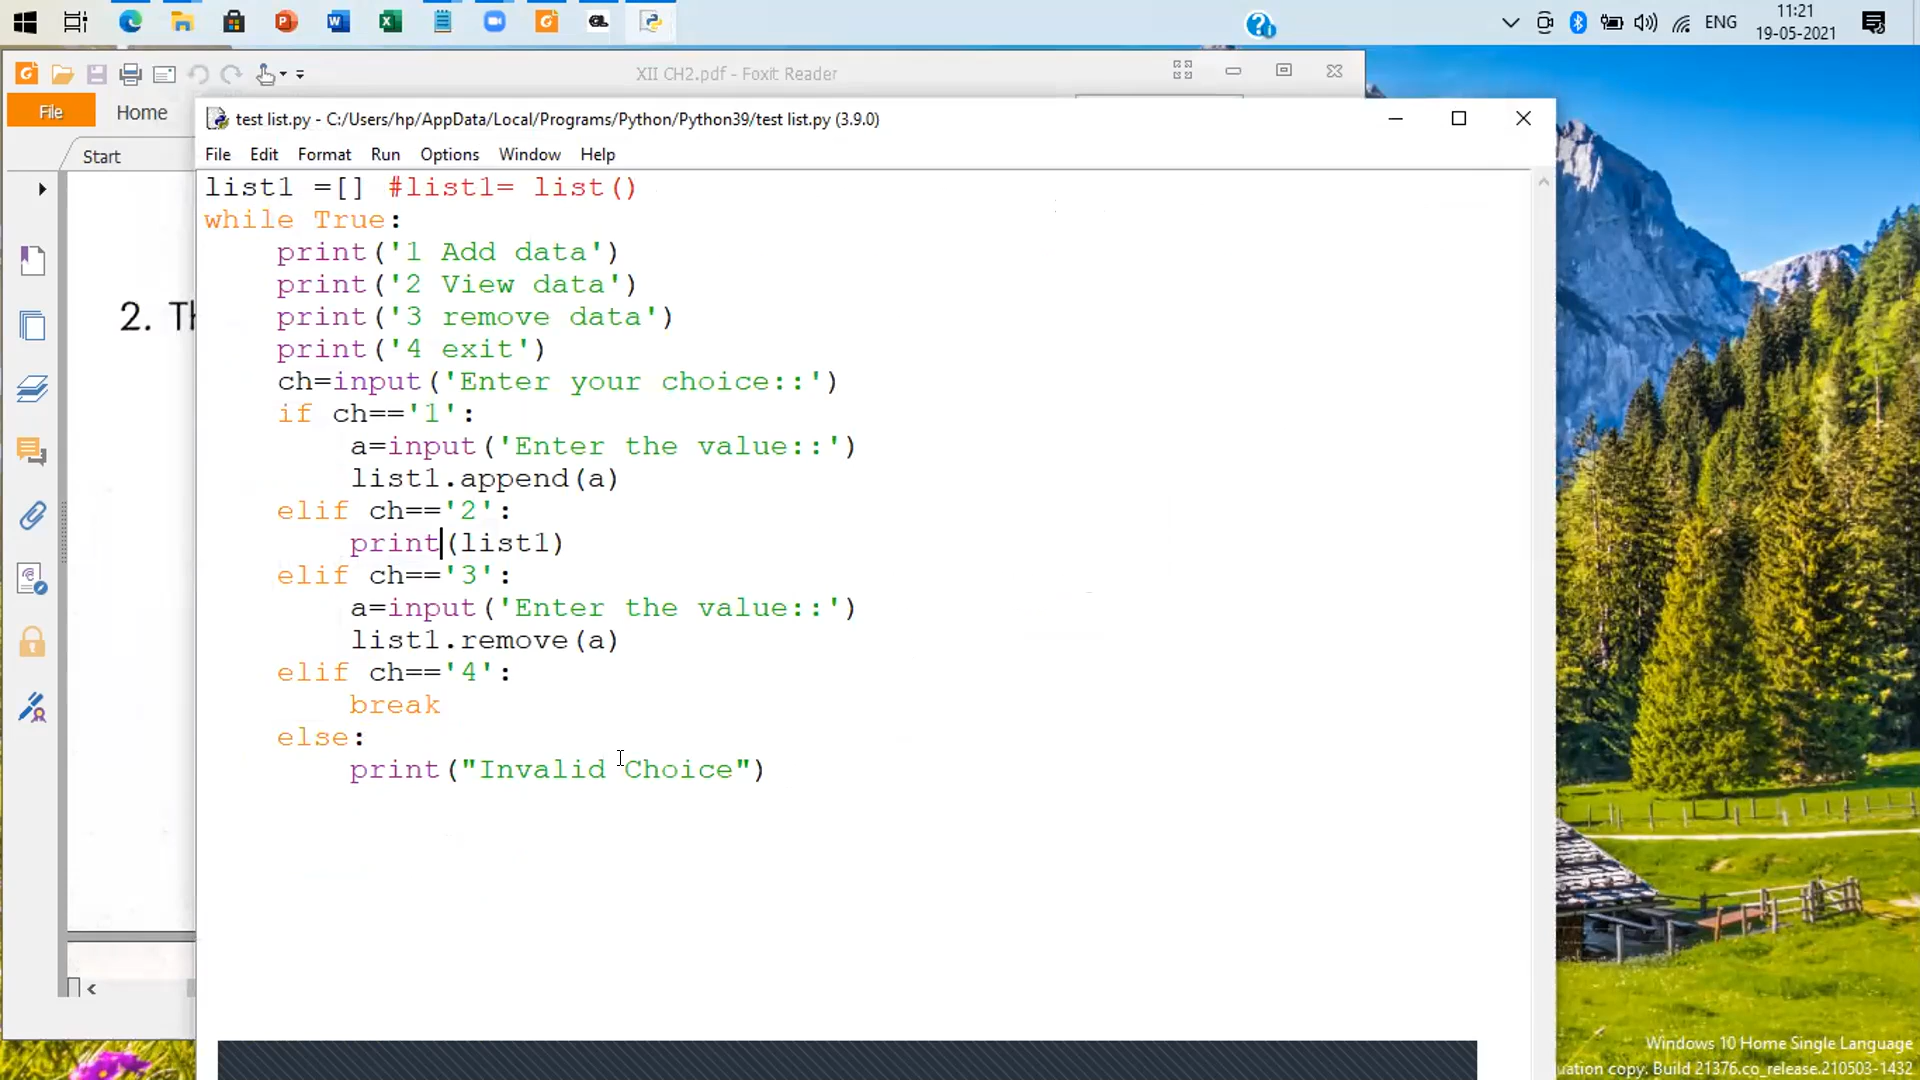 ENG
11:21
19-05-2021
XII CH2.pdf - Foxit Reader
File
Home
test list.py - C:/Users/hp/AppData/Local/Programs/Python/Python39/test list.py (3.9.0)
Start
File Edit Format Run Options Window Help
list1 =[] #list1= list()
while True:
print('1 Add data')
print('2 View data')
2. Th
print('3 remove data')
print('4 exit')
ch=input('Enter your choice::')
if ch=='1':
a=input('Enter the value::')
list1.append(a)
elif ch=='2':
print(list1)
elif ch=='3':
a=input('Enter the value::')
list1.remove(a)
elif ch=='4':
break
else:
print("Invalid Choice")
Windows 10 Home Single Language
uation copy. Build 21376.co_release.210503-1432